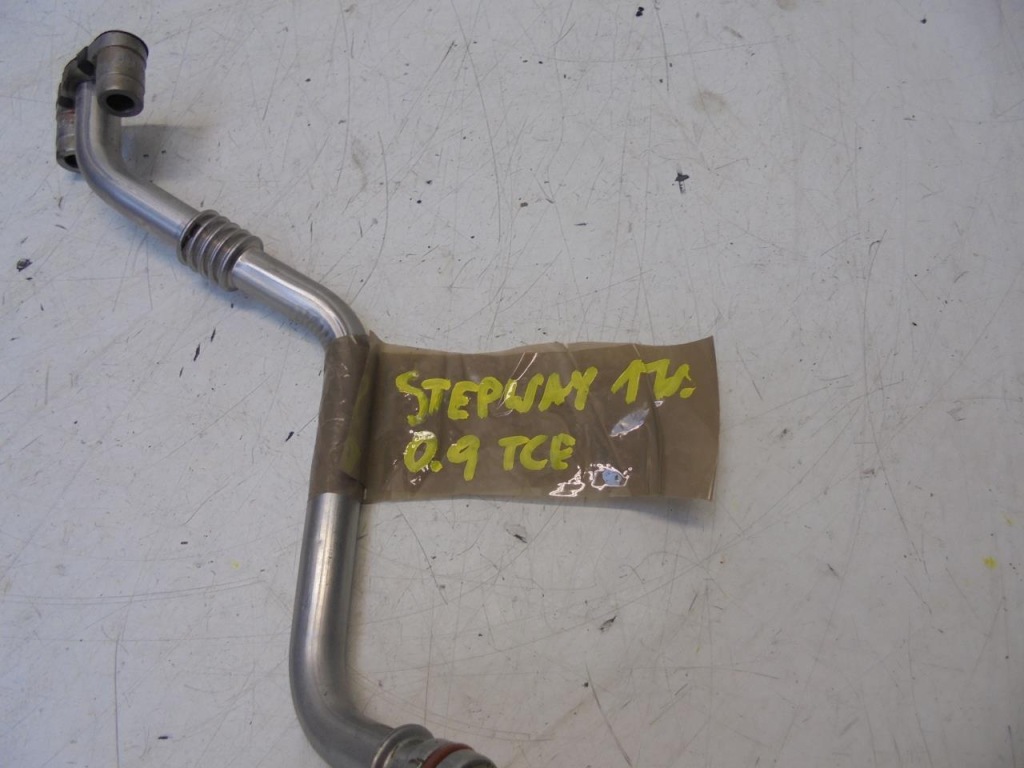 STEPWAY 17r.
0.9 TCE